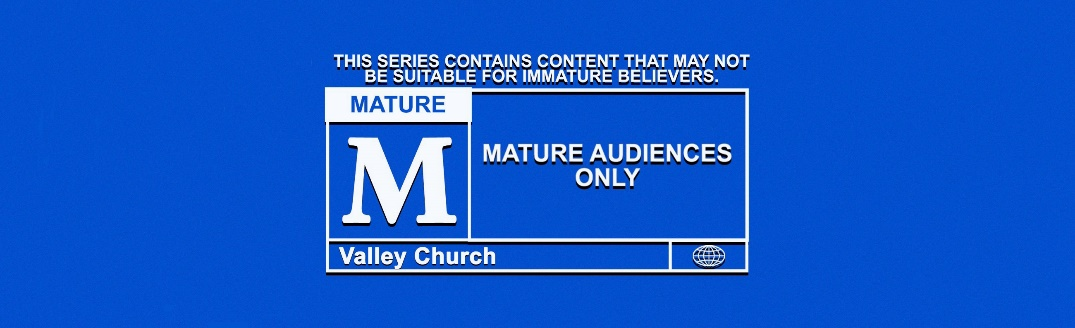 THIS SERIES CONTAINS CONTENT THAT MAY NOT
BE SUITABLE FOR IMMATURE BELIEVERS.
MATURE
M
MATURE AUDIENCES
ONLY
Valley Church